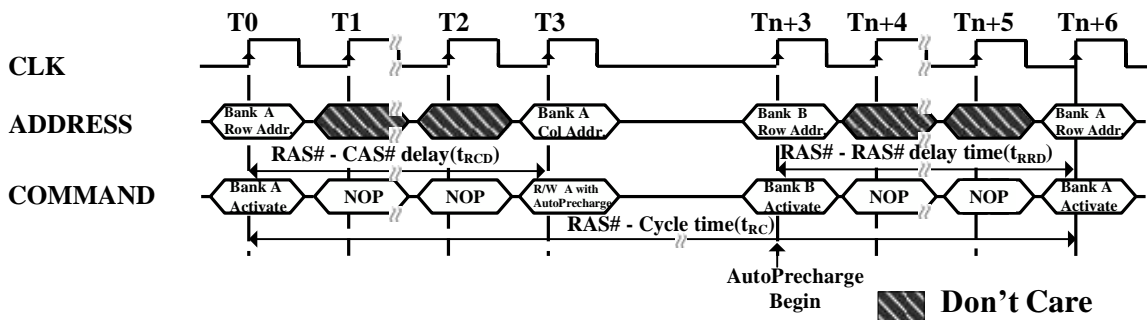 T0 T1 T2 T3 Tn+3 Tn+4 Tn+5 Tn+6
CLK
ADDRESS
Bank A
Row Addr.
Bank A
Col Addr.
Bank B
Row Addr.
Bank A
Row Addr.
RAS# - CAS# delay(tRCD)
RAS# - RAS# delay time(tRRD)
COMMAND
Bank A
Activate
NOP
NOP
R/W A with
AutoPrecharge
Bank B
Activate
NOP
NOP
Bank A
Activate
RAS# - Cycle time(tRC)
AutoPrecharge
Begin
Don't Care